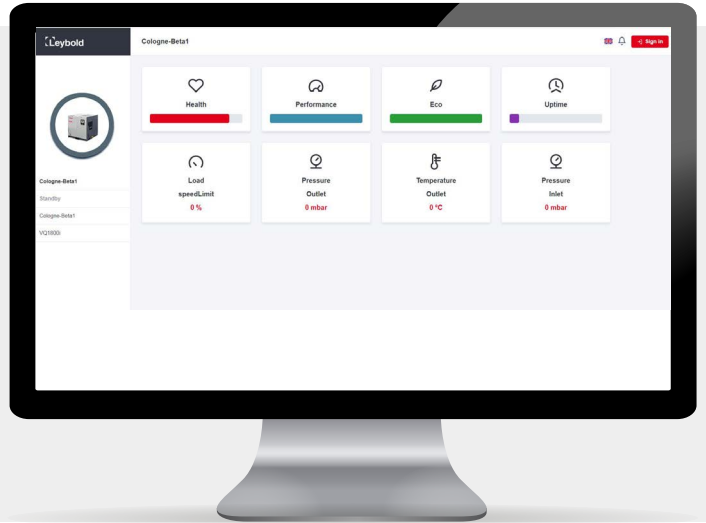 Leybold
Cologne-Beta1
Sign in
Health
Performance
Eco
Uptime
Load
speedLimit
0 %
Pressure
Outlet
0 mbar
Temperature
Outlet
0 °C
Pressure
Inlet
0 mbar
Cologne-Beta1
Standby
Cologne-Beta1
VQ1800i